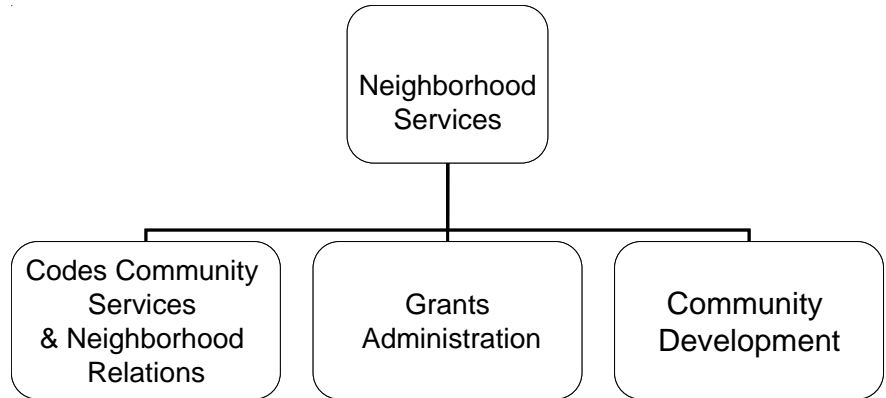 Neighborhood
Services
Codes Community
Services
& Neighborhood
Relations
Grants
Administration
Community
Development